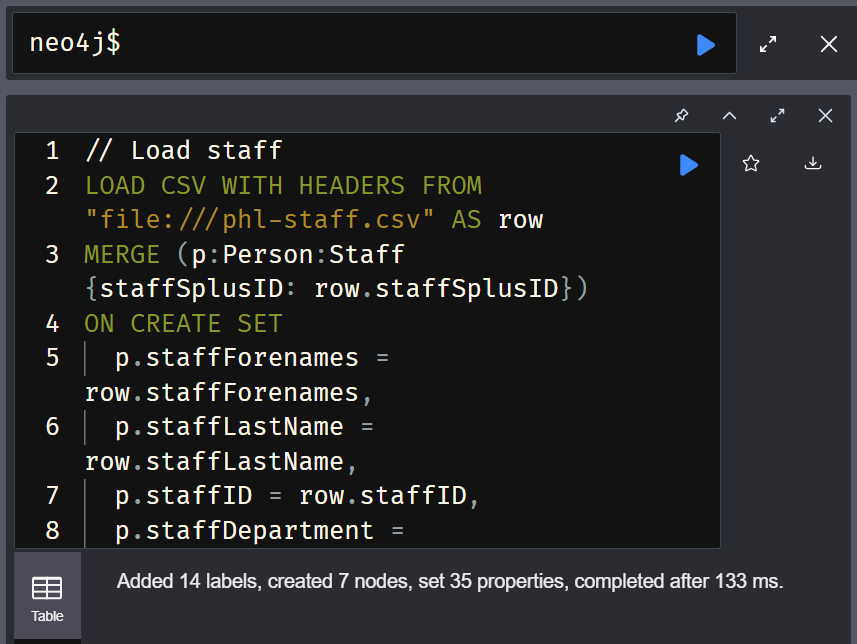 neo4j$
1 // Load staff
2 LOAD CSV WITH HEADERS FROM
"file:///phl-staff.csv" AS row
3 MERGE (p:Person:Staff
{staffSplusID: row.staffSplusID})
4 ON CREATE SET
5 p.staffForenames =
row.staffForenames,
6 p.staffLastName =
row.staffLastName,
7 p.staffID = row.staffID,
8 p.staffDepartment =
Added 14 labels, created 7 nodes, set 35 properties, completed after 133 ms.
Table